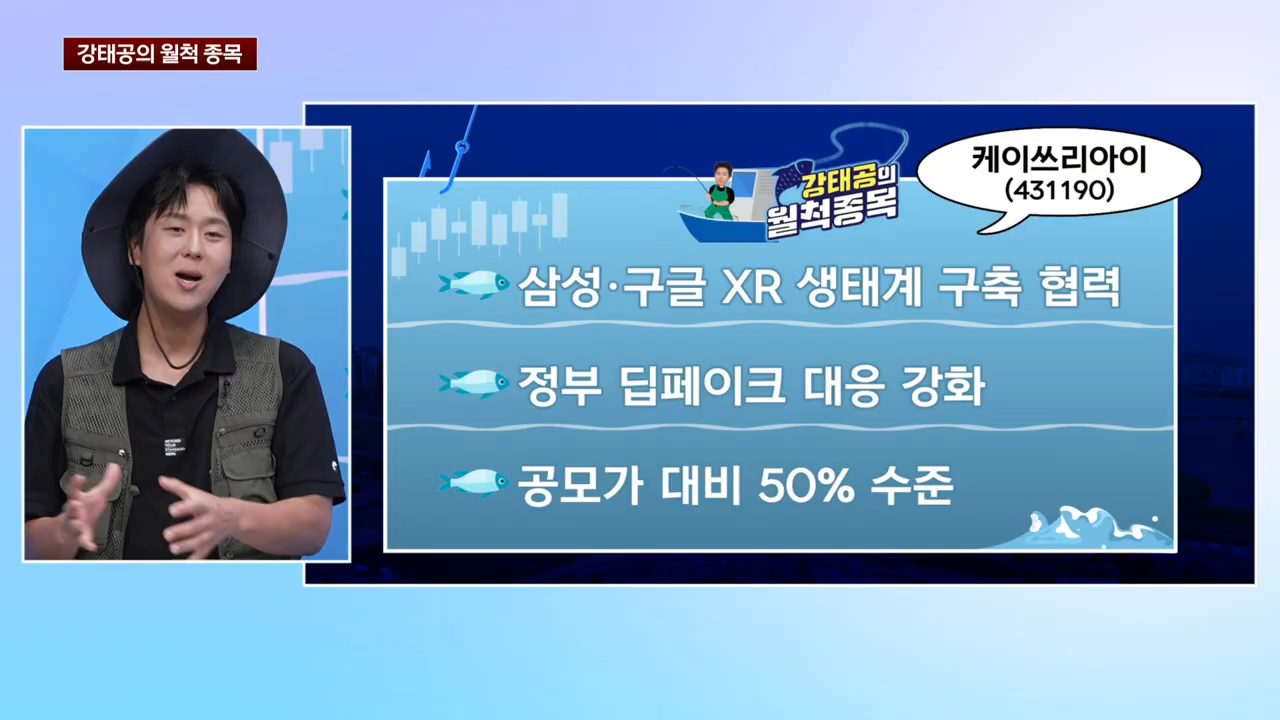 강태공의 월척 종목
강태공의
월척종목
케이쓰리아이
(431190)
삼성·구글 XR 생태계 구축 협력
정부 딥페이크 대응 강화
공모가 대비 50% 수준